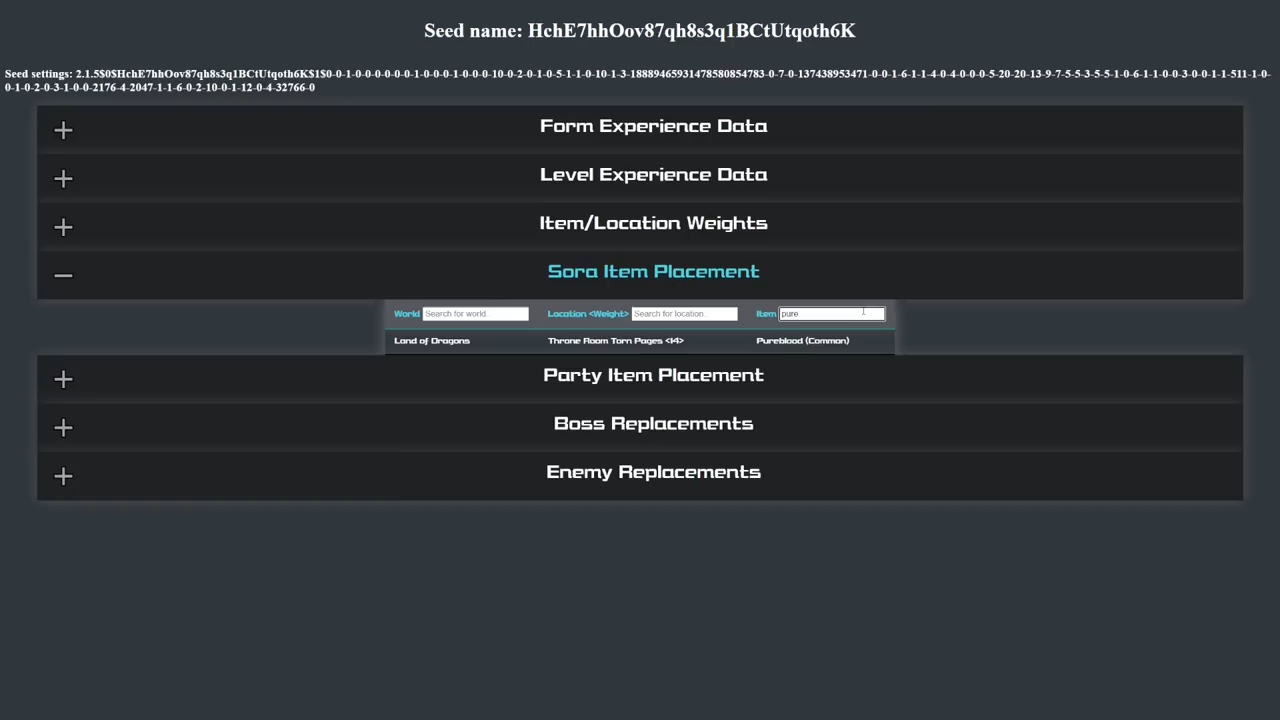 Seed name: HchE7hhOov87qh8s3q1BCtUtqoth6K
Seed settings: 2.1.5$0$HchE7hhOov87qh8s3q1BCtUtqoth6K$1$0-0-1-0-0-0-0-0-0-1-0-0-0-1-0-0-0-10-0-2-0-1-0-5-1-1-0-10-1-3-18889465931478580854783-0-7-0-137438953471-0-0-1-6-1-1-4-0-4-0-0-0-5-20-20-13-9-7-5-5-3-5-5-1-0-6-1-1-0-0-3-0-0-1-1-511-1-0-
0-1-0-2-0-3-1-0-0-2176-4-2047-1-1-6-0-2-10-0-1-12-0-4-32766-0
Form Experience Data
Level Experience Data
Item/Location Weights
Sora Item Placement
World Search for world. Location <Weight> Search for location. Item pure
Land of Dragons Throne Room Torn Pages <14> Pureblood (Common)
Party Item Placement
Boss Replacements
Enemy Replacements